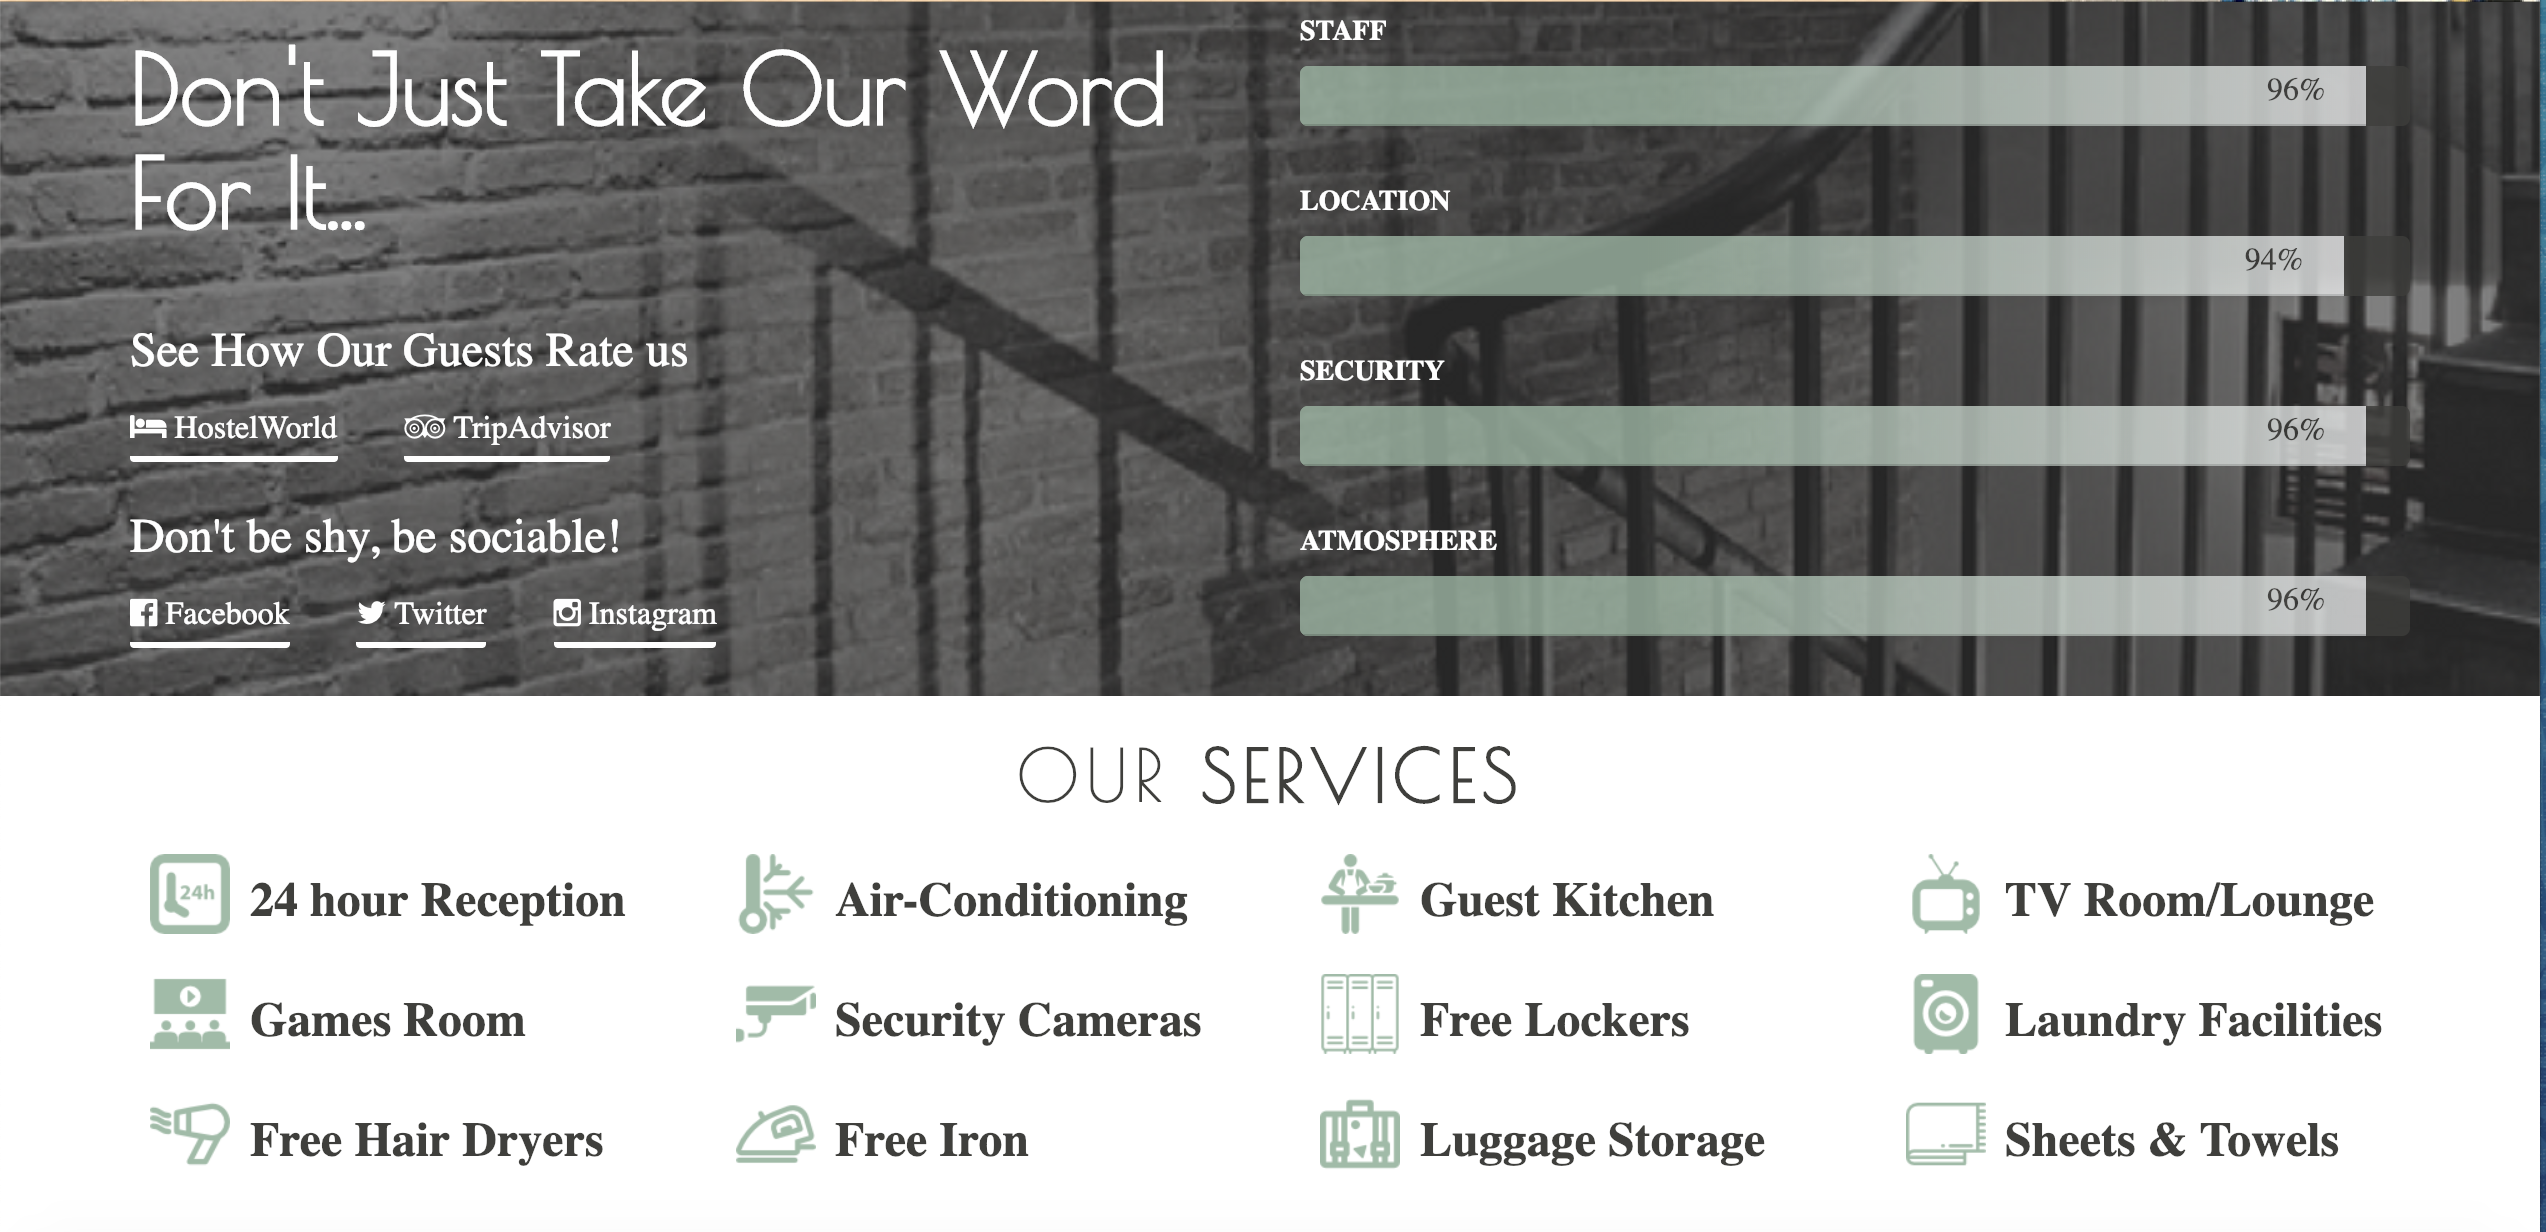 Don't Just Take Our Word
For It...
See How Our Guests Rate us
HostelWorld TripAdvisor
Don't be shy, be sociable!
Facebook Twitter Instagram
STAFF
96%
LOCATION
94%
SECURITY
96%
ATMOSPHERE
96%
OUR SERVICES
24h 24 hour Reception
Air-Conditioning
Guest Kitchen
TV Room/Lounge
Games Room
Security Cameras
Free Lockers
Laundry Facilities
Free Hair Dryers
Free Iron
Luggage Storage
Sheets & Towels